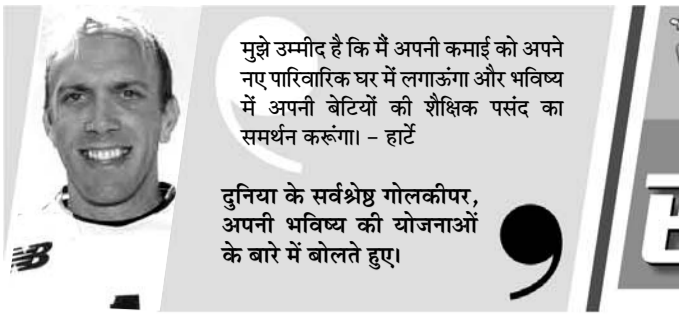 मुझे उम्मीद है कि मैं अपनी कमाई को अपने
नए पारिवारिक घर में लगाऊंगा और भविष्य
में अपनी बेटियों की शैक्षिक पसंद का
समर्थन करूंगा। – हार्टे
दुनिया के सर्वश्रेष्ठ गोलकीपर,
अपनी भविष्य की योजनाओं
के बारे में बोलते हुए।